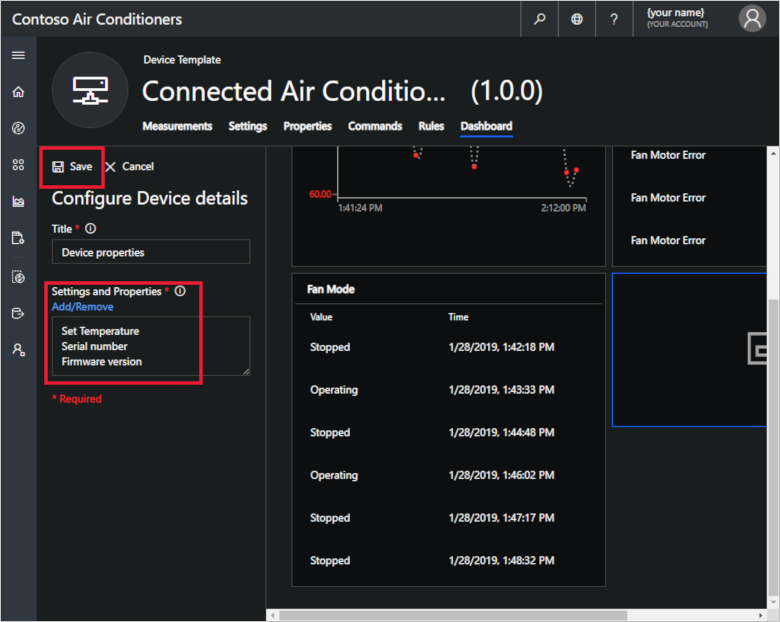 Contoso Air Conditioners
?
{your name}
{YOUR ACCOUNT}
Device Template
Connected Air Conditio... (1.0.0)
Measurements Settings Properties Commands Rules Dashboard
Save Cancel
Configure Device details
Title *
Device properties
Settings and Properties *
Add/Remove
Set Temperature
Serial number
Firmware version
* Required
60.00
1:41:24 PM 2:12:00 PM
Fan Motor Error
Fan Motor Error
Fan Motor Error
Fan Mode
Value Time
Stopped 1/28/2019, 1:42:18 PM
Operating 1/28/2019, 1:43:33 PM
Stopped 1/28/2019, 1:44:48 PM
Operating 1/28/2019, 1:46:02 PM
Stopped 1/28/2019, 1:47:17 PM
Stopped 1/28/2019, 1:48:32 PM